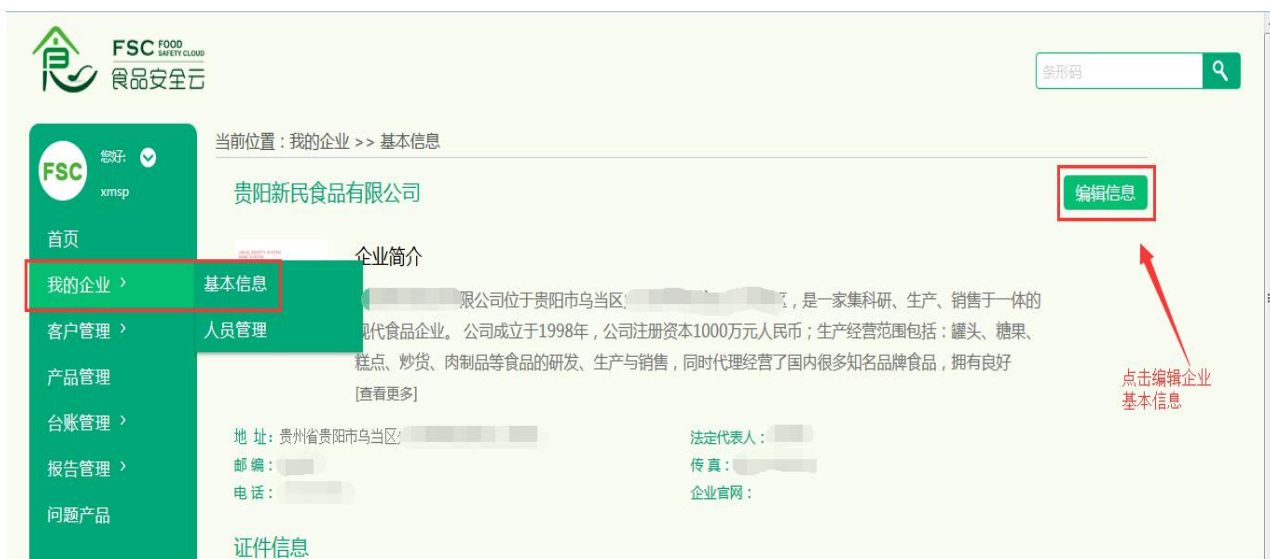 FSC FOOD SAFETY CLOUD
食品安全云
条形码
当前位置：我的企业 >> 基本信息
FSC
您好:
xmsp
贵阳新民食品有限公司
编辑信息
首页
我的企业 >
基本信息
人员管理
客户管理 >
产品管理
台账管理 >
报告管理 >
问题产品
企业简介
限公司位于贵阳市乌当区
，是一家集科研、生产、销售于一体的
现代食品企业。 公司成立于1998年，公司注册资本1000万元人民币；生产经营范围包括：罐头、糖果、
糕点、炒货、肉制品等食品的研发、生产与销售，同时代理经营了国内很多知名品牌食品，拥有良好
[查看更多]
点击编辑企业
基本信息
地 址：贵州省贵阳市乌当区
法定代表人：
邮 编：
传 真：
电 话：
企业官网：
证件信息